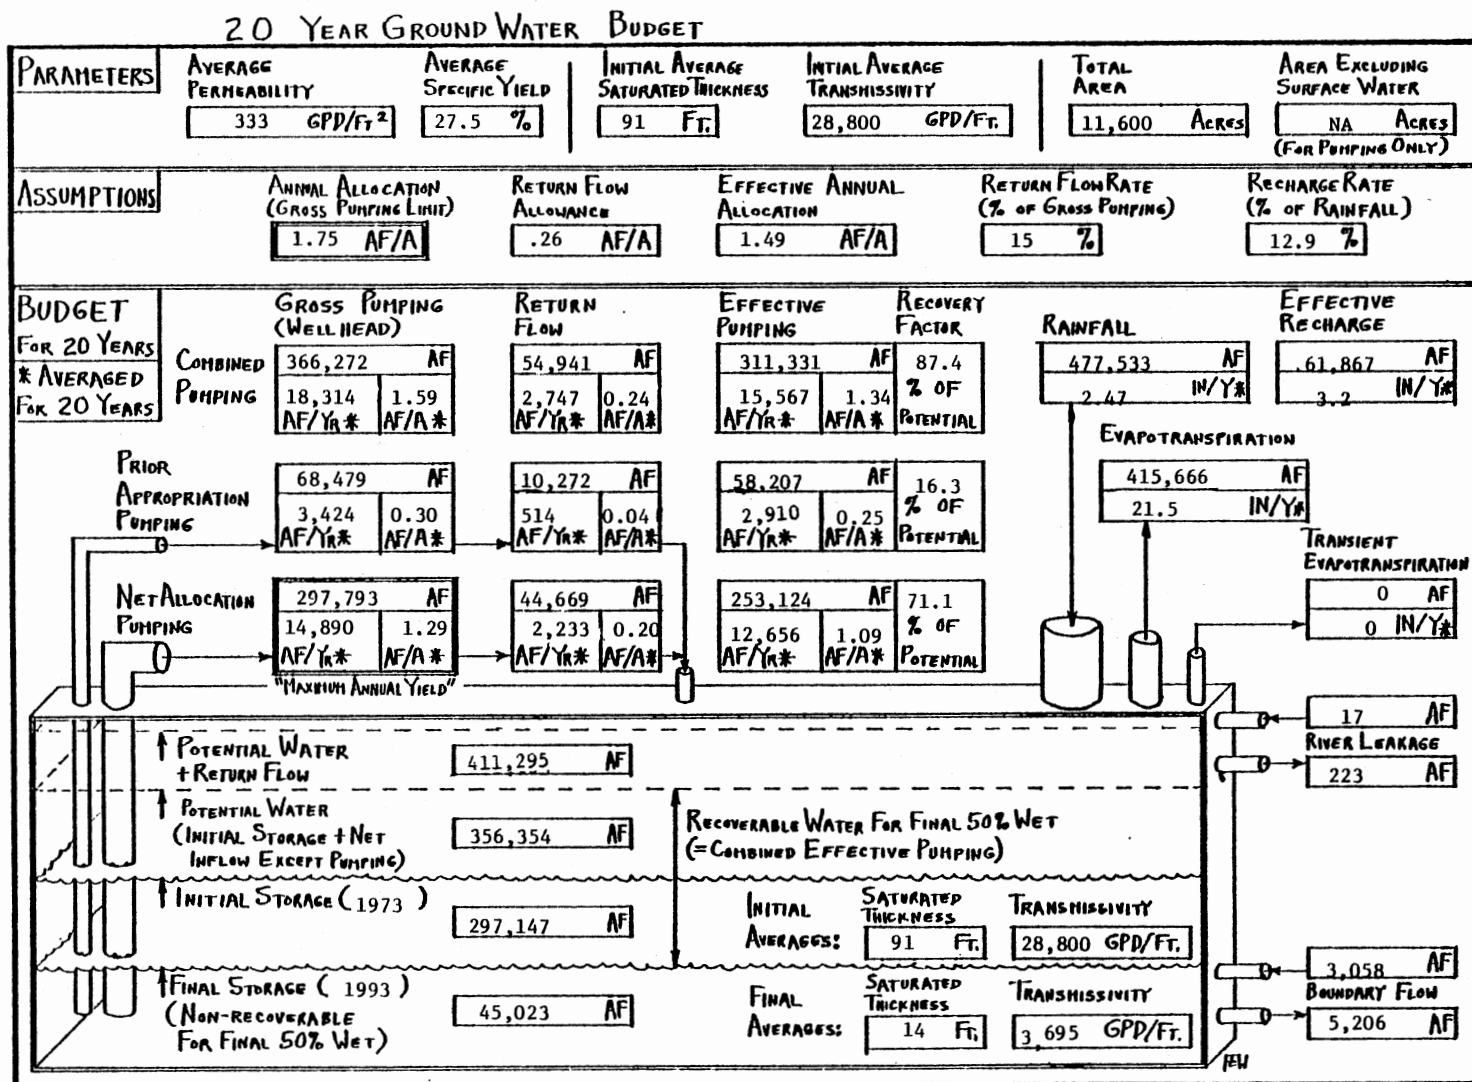 20 YEAR GROUND WATER BUDGET
PARAMETERS
AVERAGE PERMEABILITY
333 GPD/FT²
AVERAGE SPECIFIC YIELD
27.5 %
INITIAL AVERAGE SATURATED THICKNESS
91 FT.
INTIAL AVERAGE TRANSMISSIVITY
28,800 GPD/FT.
TOTAL AREA
11,600 ACRES
AREA EXCLUDING SURFACE WATER
NA ACRES
(FOR PUMPING ONLY)
ASSUMPTIONS
ANNUAL ALLOCATION
(GROSS PUMPING LIMIT)
1.75 AF/A
RETURN FLOW ALLOWANCE
.26 AF/A
EFFECTIVE ANNUAL ALLOCATION
1.49 AF/A
RETURN FLOW RATE
(% OF GROSS PUMPING)
15 %
RECHARGE RATE
(% OF RAINFALL)
12.9 %
BUDGET
FOR 20 YEARS
* AVERAGED
FOR 20 YEARS
GROSS PUMPING
(WELL HEAD)
RETURN FLOW
EFFECTIVE PUMPING
RECOVERY FACTOR
COMBINED PUMPING
366,272 AF
18,314 AF/YR*
1.59 AF/A*
54,941 AF
2,747 AF/YR*
0.24 AF/A*
311,331 AF
15,567 AF/YR*
1.34 AF/A*
87.4
% OF
POTENTIAL
RAINFALL
477,533 AF
2.47 IN/Y*
EFFECTIVE RECHARGE
61,867 AF
3.2 IN/Y*
PRIOR APPROPRIATION PUMPING
68,479 AF
3,424 AF/YR*
0.30 AF/A*
10,272 AF
514 AF/YR*
0.04 AF/A*
58,207 AF
2,910 AF/YR*
0.25 AF/A*
16.3
% OF
POTENTIAL
EVAPOTRANSPIRATION
415,666 AF
21.5 IN/Y*
TRANSIENT EVAPOTRANSPIRATION
0 AF
0 IN/Y*
NET ALLOCATION PUMPING
297,793 AF
14,890 AF/YR*
1.29 AF/A*
"MAXIMUM ANNUAL YIELD"
44,669 AF
2,233 AF/YR*
0.20 AF/A*
253,124 AF
12,656 AF/YR*
1.09 AF/A*
71.1
% OF
POTENTIAL
17 AF
RIVER LEAKAGE
223 AF
POTENTIAL WATER
+ RETURN FLOW
411,295 AF
POTENTIAL WATER
(INITIAL STORAGE + NET
INFLOW EXCEPT PUMPING)
356,354 AF
RECOVERABLE WATER FOR FINAL 50% WET
(=COMBINED EFFECTIVE PUMPING)
INITIAL STORAGE (1973)
297,147 AF
INITIAL AVERAGES:
SATURATED THICKNESS
91 FT.
TRANSMISSIVITY
28,800 GPD/FT.
FINAL STORAGE (1993)
(NON-RECOVERABLE
FOR FINAL 50% WET)
45,023 AF
FINAL AVERAGES:
SATURATED THICKNESS
14 FT.
TRANSMISSIVITY
3,695 GPD/FT.
3,058 AF
BOUNDARY FLOW
5,206 AF